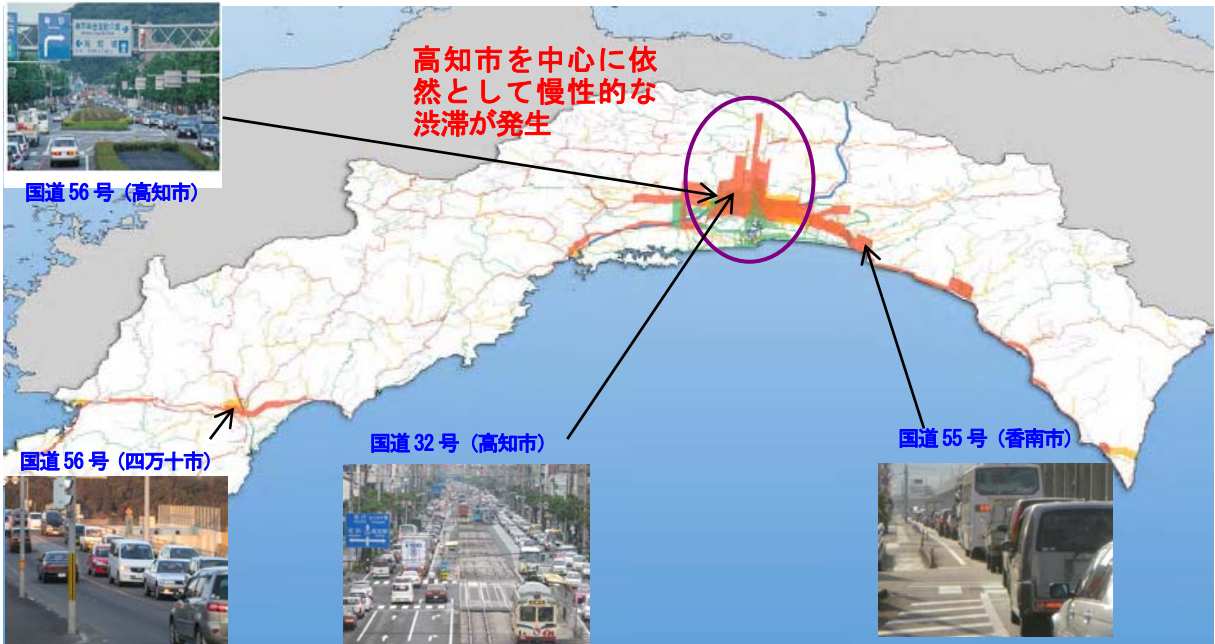 高知市を中心に依
然として慢性的な
渋滞が発生
国道 56 号（高知市）
国道 56 号（四万十市）
国道 32 号（高知市）
国道 55 号（香南市）